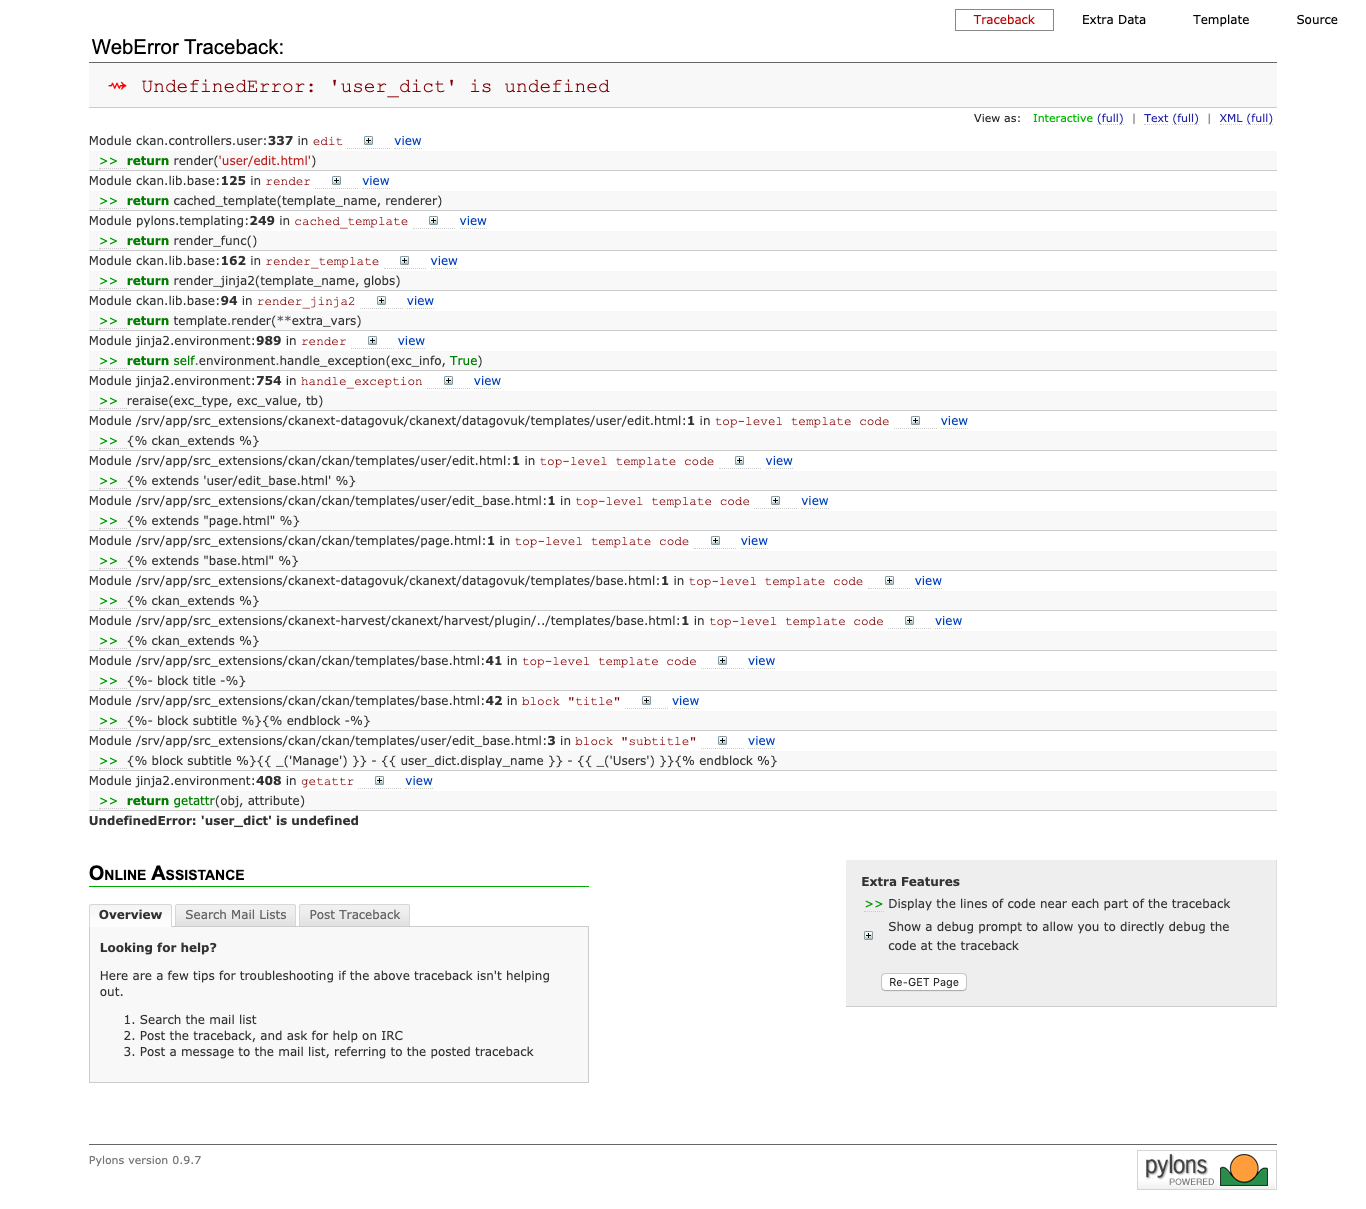 Traceback Extra Data Template Source
WebError Traceback:
UndefinedError: 'user_dict' is undefined
View as: Interactive (full) | Text (full) | XML (full)
Module ckan.controllers.user:337 in edit view
>> return render('user/edit.html')
Module ckan.lib.base:125 in render view
>> return cached_template(template_name, renderer)
Module pylons.templating:249 in cached_template view
>> return render_func()
Module ckan.lib.base:162 in render_template view
>> return render_jinja2(template_name, globs)
Module ckan.lib.base:94 in render_jinja2 view
>> return template.render(**extra_vars)
Module jinja2.environment:989 in render view
>> return self.environment.handle_exception(exc_info, True)
Module jinja2.environment:754 in handle_exception view
>> reraise(exc_type, exc_value, tb)
Module /srv/app/src_extensions/ckanext-datagovuk/ckanext/datagovuk/templates/user/edit.html:1 in top-level template code view
>> {% ckan_extends %}
Module /srv/app/src_extensions/ckan/ckan/templates/user/edit.html:1 in top-level template code view
>> {% extends 'user/edit_base.html' %}
Module /srv/app/src_extensions/ckan/ckan/templates/user/edit_base.html:1 in top-level template code view
>> {% extends "page.html" %}
Module /srv/app/src_extensions/ckan/ckan/templates/page.html:1 in top-level template code view
>> {% extends "base.html" %}
Module /srv/app/src_extensions/ckanext-datagovuk/ckanext/datagovuk/templates/base.html:1 in top-level template code view
>> {% ckan_extends %}
Module /srv/app/src_extensions/ckanext-harvest/ckanext/harvest/plugin/../templates/base.html:1 in top-level template code view
>> {% ckan_extends %}
Module /srv/app/src_extensions/ckan/ckan/templates/base.html:41 in top-level template code view
>> {%- block title -%}
Module /srv/app/src_extensions/ckan/ckan/templates/base.html:42 in block "title" view
>> {%- block subtitle %}{% endblock -%}
Module /srv/app/src_extensions/ckan/ckan/templates/user/edit_base.html:3 in block "subtitle" view
>> {% block subtitle %}{{ _('Manage') }} - {{ user_dict.display_name }} - {{ _('Users') }}{% endblock %}
Module jinja2.environment:408 in getattr view
>> return getattr(obj, attribute)
UndefinedError: 'user_dict' is undefined
Online Assistance
Overview Search Mail Lists Post Traceback
Looking for help?
Here are a few tips for troubleshooting if the above traceback isn't helping
out.
1. Search the mail list
2. Post the traceback, and ask for help on IRC
3. Post a message to the mail list, referring to the posted traceback
Extra Features
>> Display the lines of code near each part of the traceback
Show a debug prompt to allow you to directly debug the
code at the traceback
Re-GET Page
Pylons version 0.9.7
pylons
POWERED